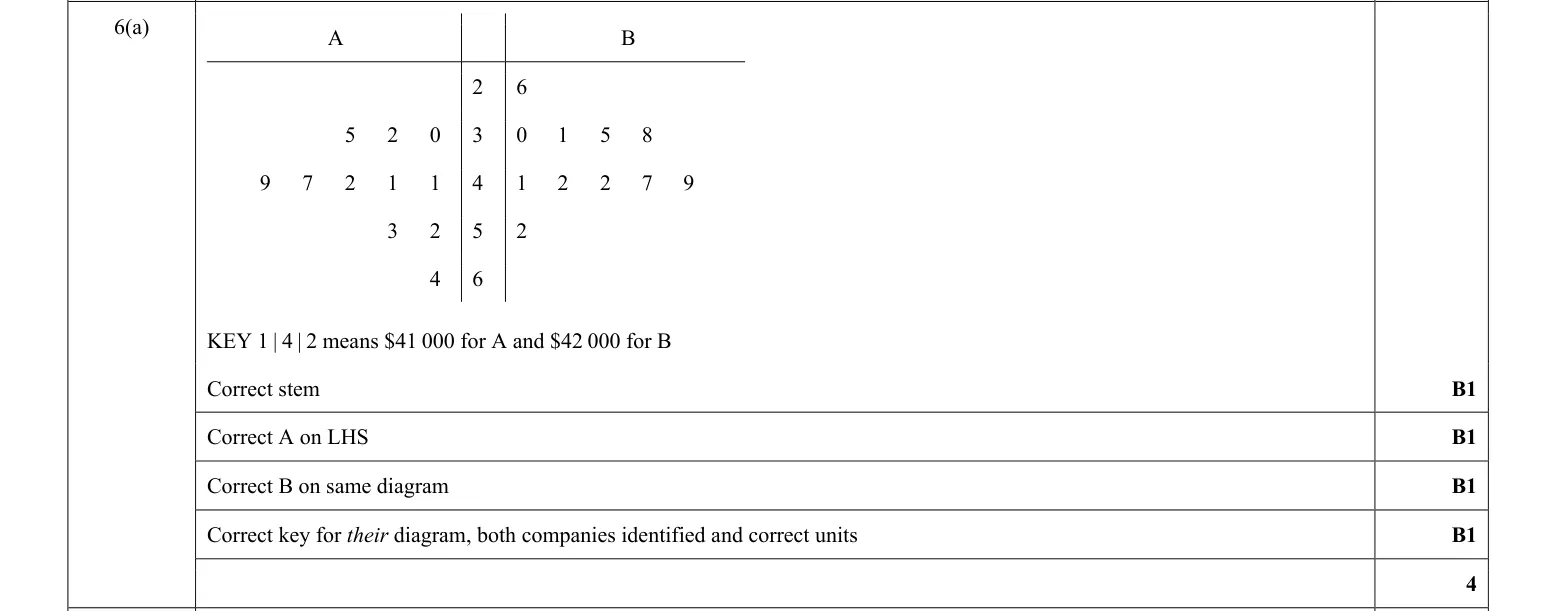 6(a)
A B
2 6
5 2 0 3 0 1 5 8
9 7 2 1 1 4 1 2 2 7 9
3 2 5 2
4 6
KEY 1 | 4 | 2 means $41 000 for A and $42 000 for B
Correct stem B1
Correct A on LHS B1
Correct B on same diagram B1
Correct key for their diagram, both companies identified and correct units B1
4